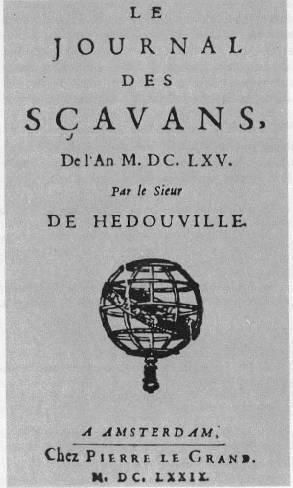 LE
JOURNAL
DES
SÇAVANS,
De l'An M. DC. LXV.
Par le Sieur
DE HEDOUVILLE.
A AMSTERDAM,
Chez PIERRE LE GRAND.
M. DC. LXXIX.